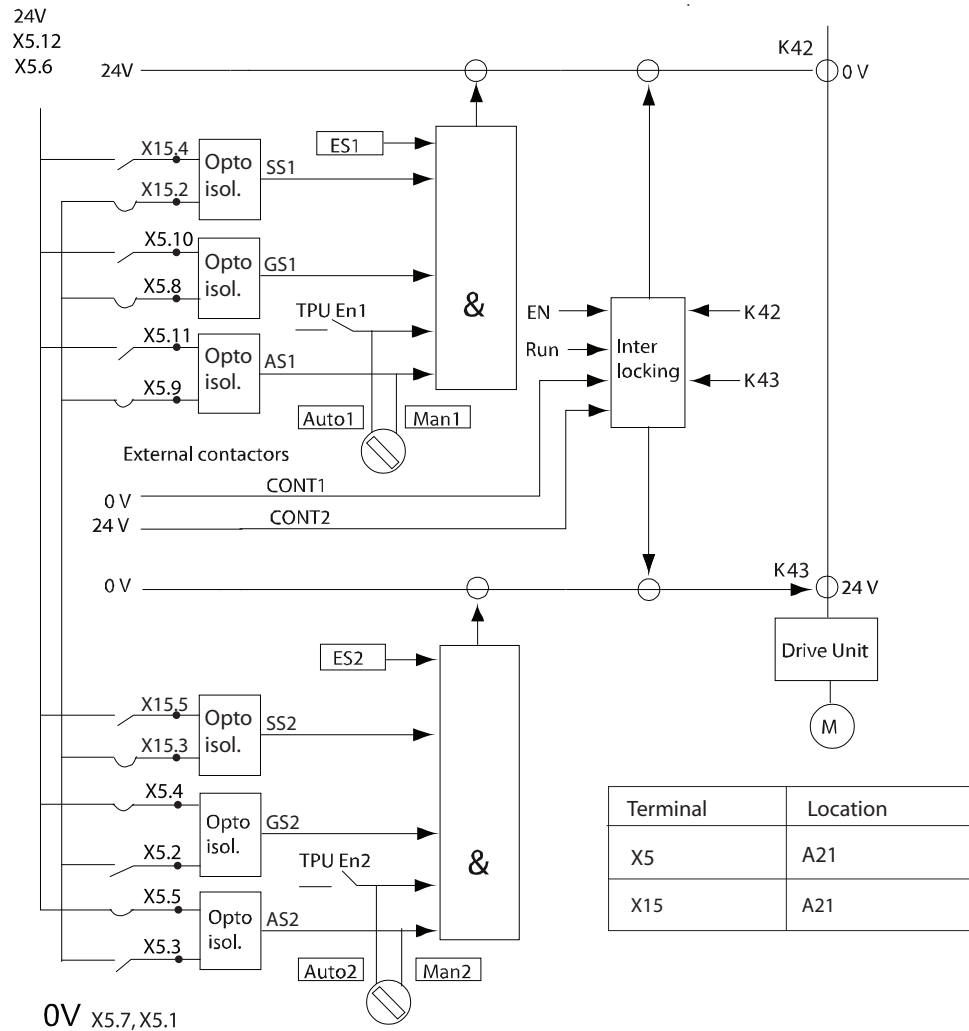 24V
X5.12
X5.6
24V
K42
0 V
ES1
X15.4
Opto
isol.
SS1
X15.2
X5.10
Opto
isol.
GS1
X5.8
&
TPU En1
EN
K42
X5.11
Opto
isol.
AS1
Run
Inter
locking
K43
X5.9
Auto1
Man1
External contactors
CONT1
0 V
CONT2
24 V
0 V
K43
24 V
ES2
Drive Unit
M
X15.5
Opto
isol.
SS2
X15.3
X5.4
Opto
isol.
GS2
X5.2
&
TPU En2
X5.5
Opto
isol.
AS2
X5.3
Auto2
Man2
Terminal Location
X5 A21
X15 A21
0V X5.7, X5.1